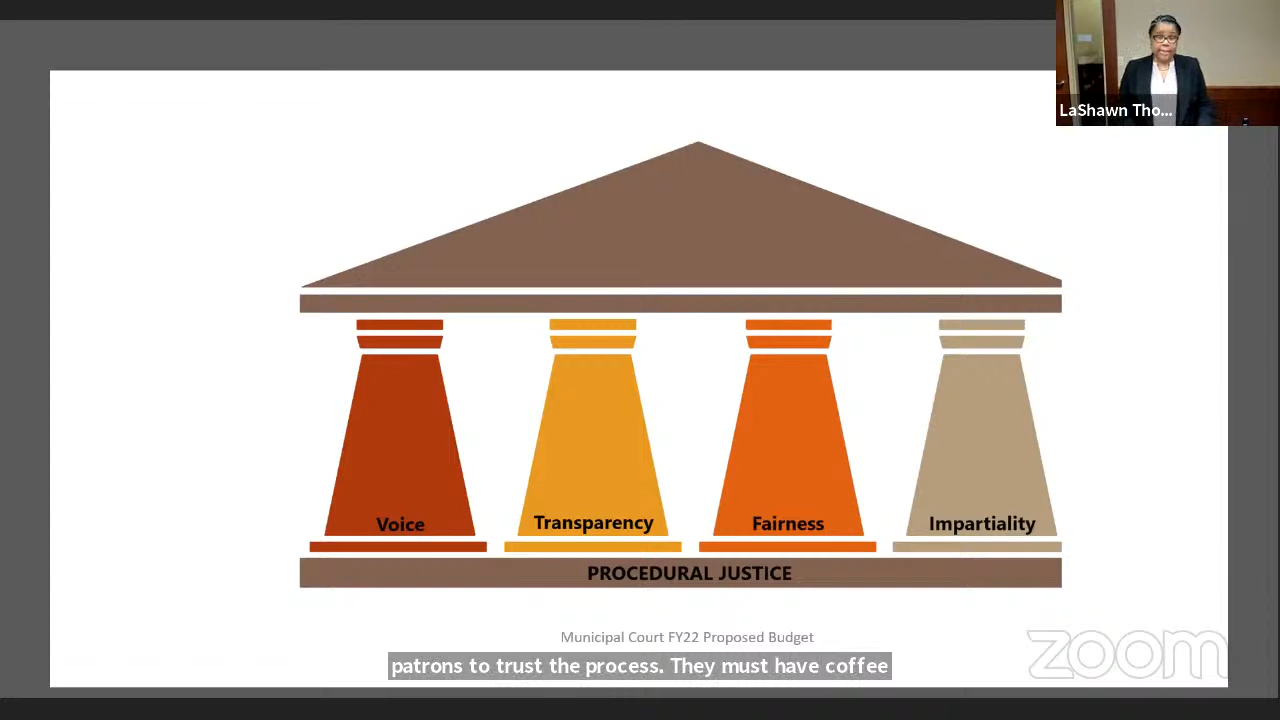 LaShawn Tho...
Voice
Transparency
Fairness
Impartiality
PROCEDURAL JUSTICE
Municipal Court FY22 Proposed Budget
patrons to trust the process. They must have coffee
zoom